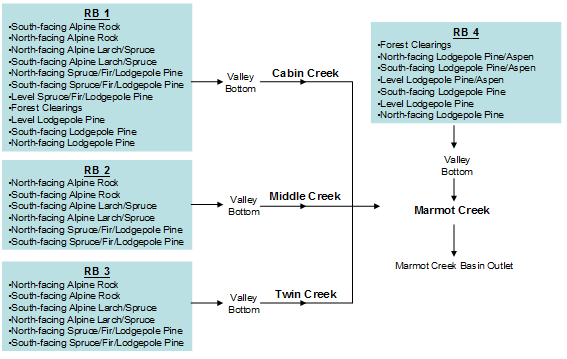 RB 1
•South-facing Alpine Rock
•North-facing Alpine Rock
•North-facing Alpine Larch/Spruce
•South-facing Alpine Larch/Spruce
•North-facing Spruce/Fir/Lodgepole Pine
•South-facing Spruce/Fir/Lodgepole Pine
•Level Spruce/Fir/Lodgepole Pine
•Forest Clearings
•Level Lodgepole Pine
•South-facing Lodgepole Pine
•North-facing Lodgepole Pine
Valley
Bottom
Cabin Creek
RB 2
•North-facing Alpine Rock
•South-facing Alpine Rock
•South-facing Alpine Larch/Spruce
•North-facing Alpine Larch/Spruce
•North-facing Spruce/Fir/Lodgepole Pine
•South-facing Spruce/Fir/Lodgepole Pine
Valley
Bottom
Middle Creek
RB 3
•North-facing Alpine Rock
•South-facing Alpine Rock
•South-facing Alpine Larch/Spruce
•North-facing Alpine Larch/Spruce
•North-facing Spruce/Fir/Lodgepole Pine
•South-facing Spruce/Fir/Lodgepole Pine
Valley
Bottom
Twin Creek
RB 4
•Forest Clearings
•North-facing Lodgepole Pine/Aspen
•South-facing Lodgepole Pine/Aspen
•Level Lodgepole Pine/Aspen
•South-facing Lodgepole Pine
•Level Lodgepole Pine
•North-facing Lodgepole Pine
Valley
Bottom
Marmot Creek
Marmot Creek Basin Outlet